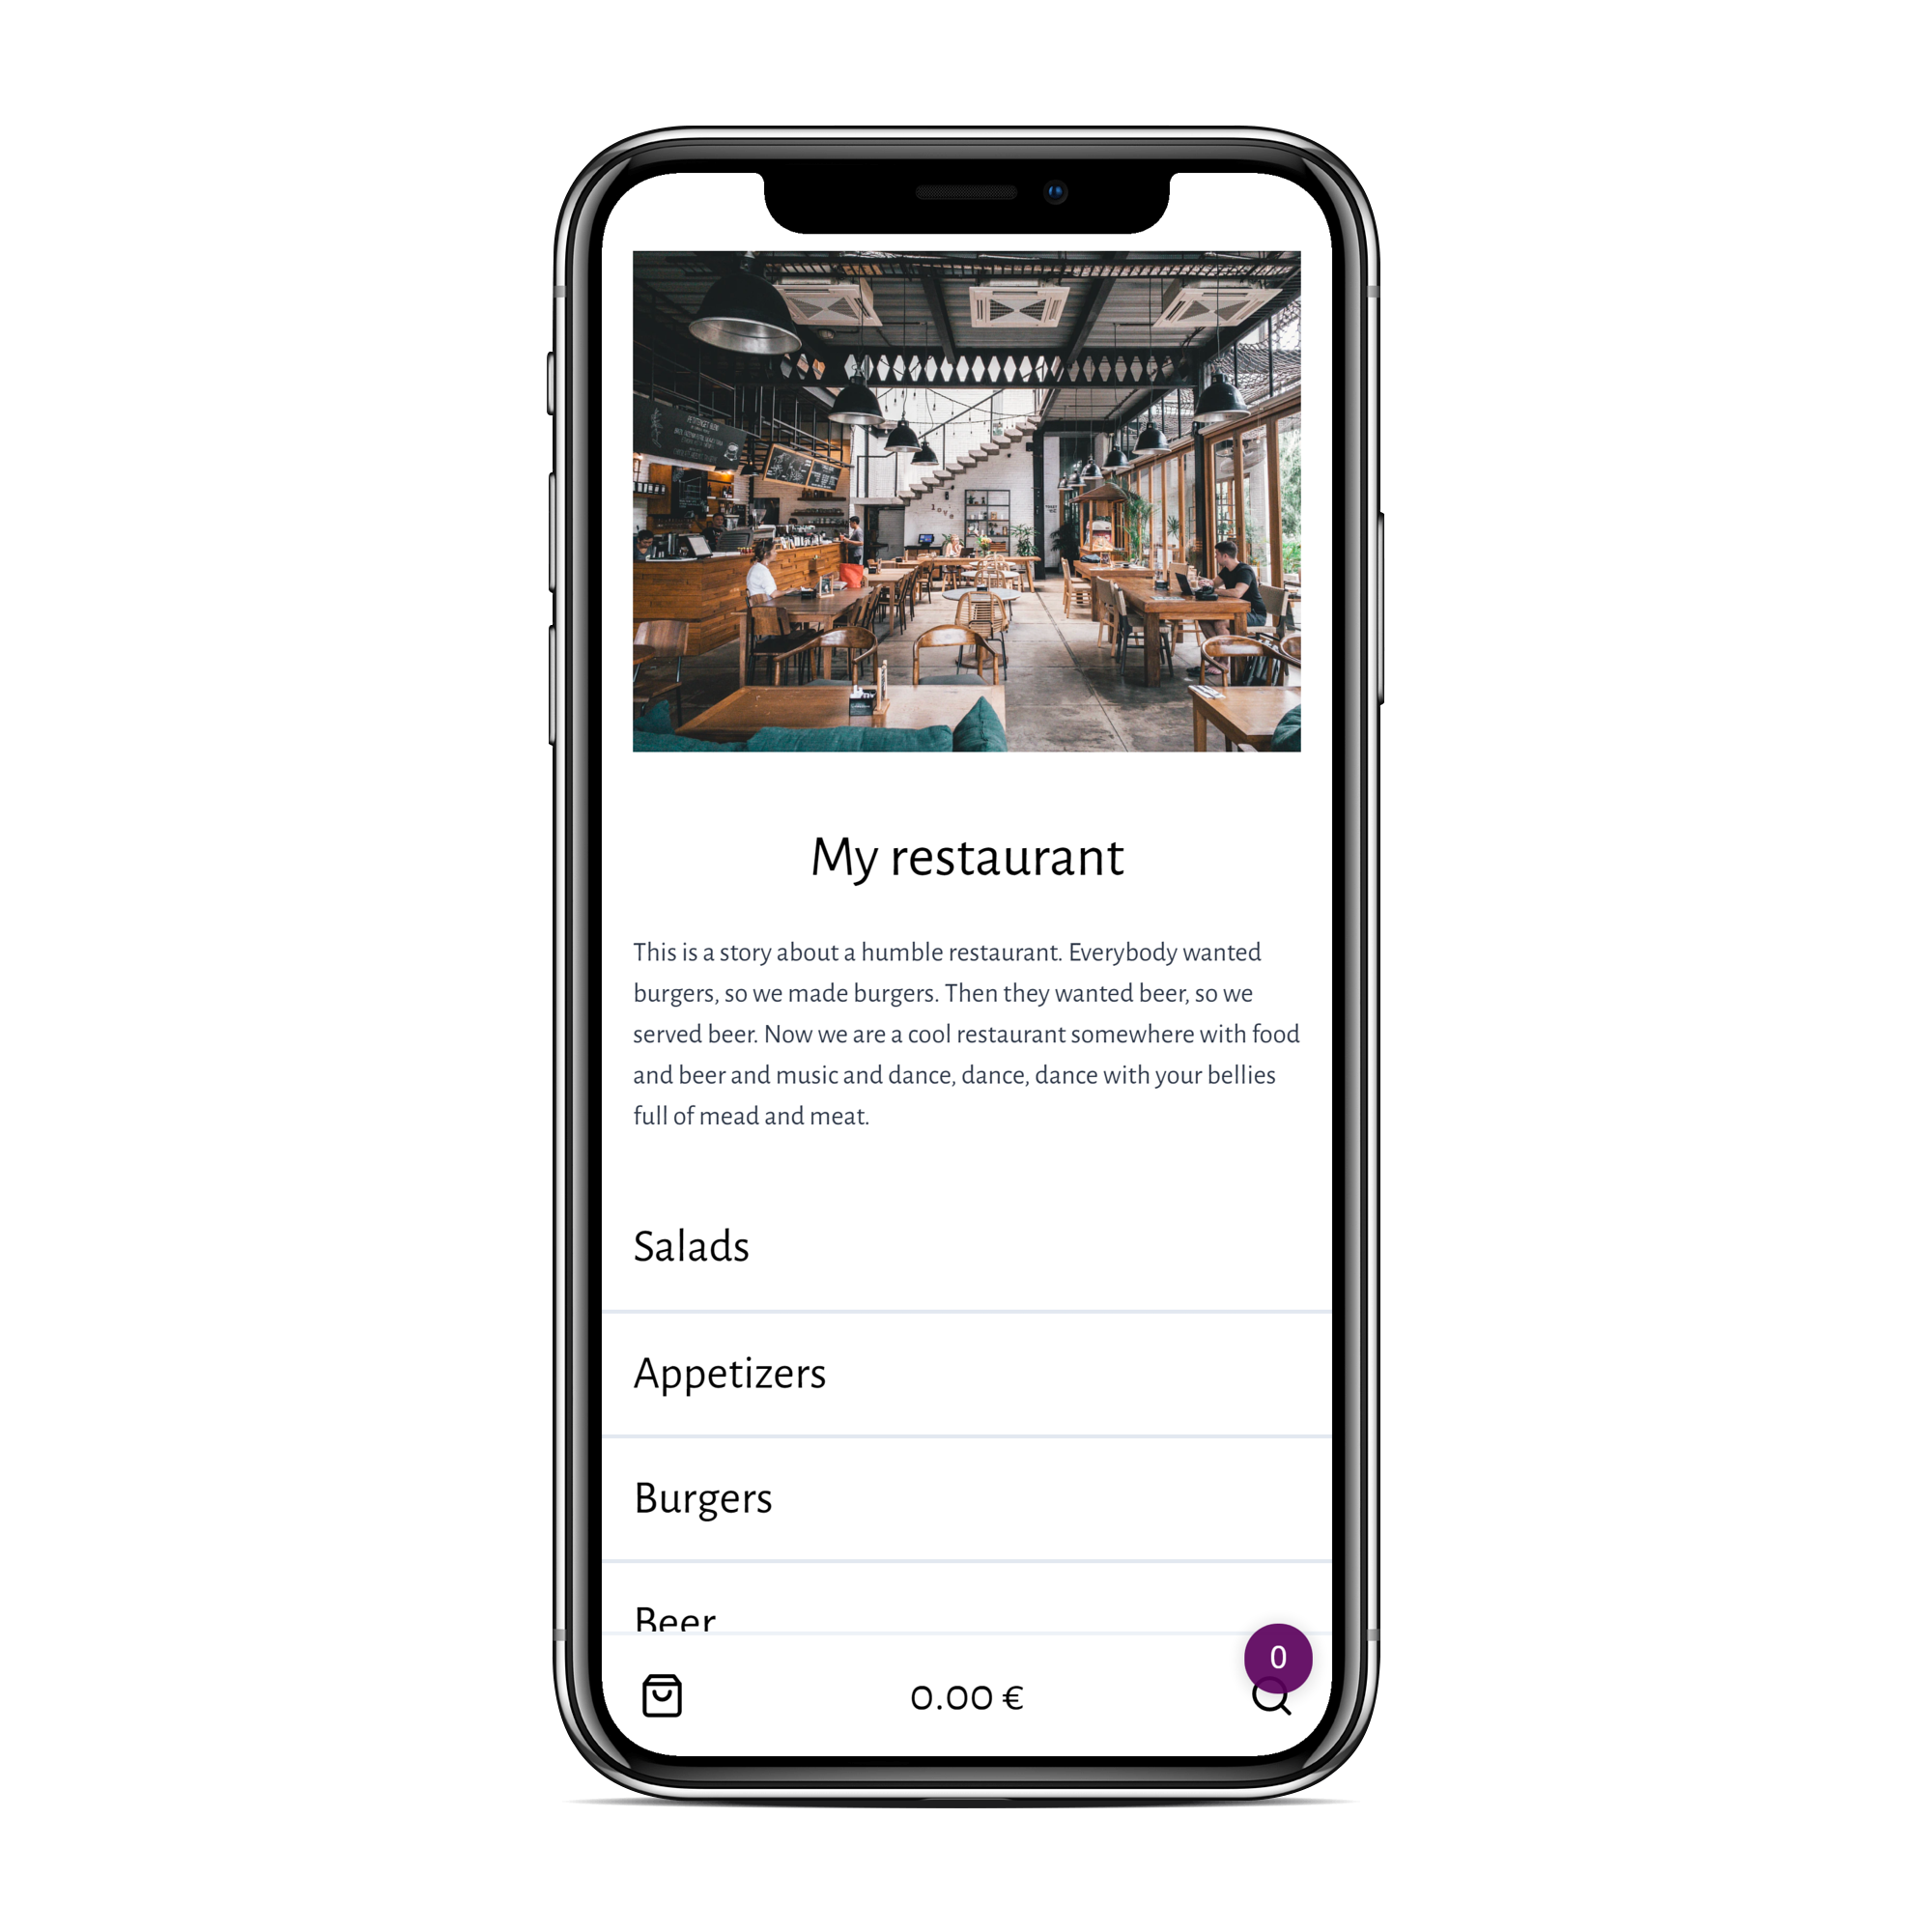 love
My restaurant
This is a story about a humble restaurant. Everybody wanted
burgers, so we made burgers. Then they wanted beer, so we
served beer. Now we are a cool restaurant somewhere with food
and beer and music and dance, dance, dance with your bellies
full of mead and meat.
Salads
Appetizers
Burgers
Beer
0
0.00 €